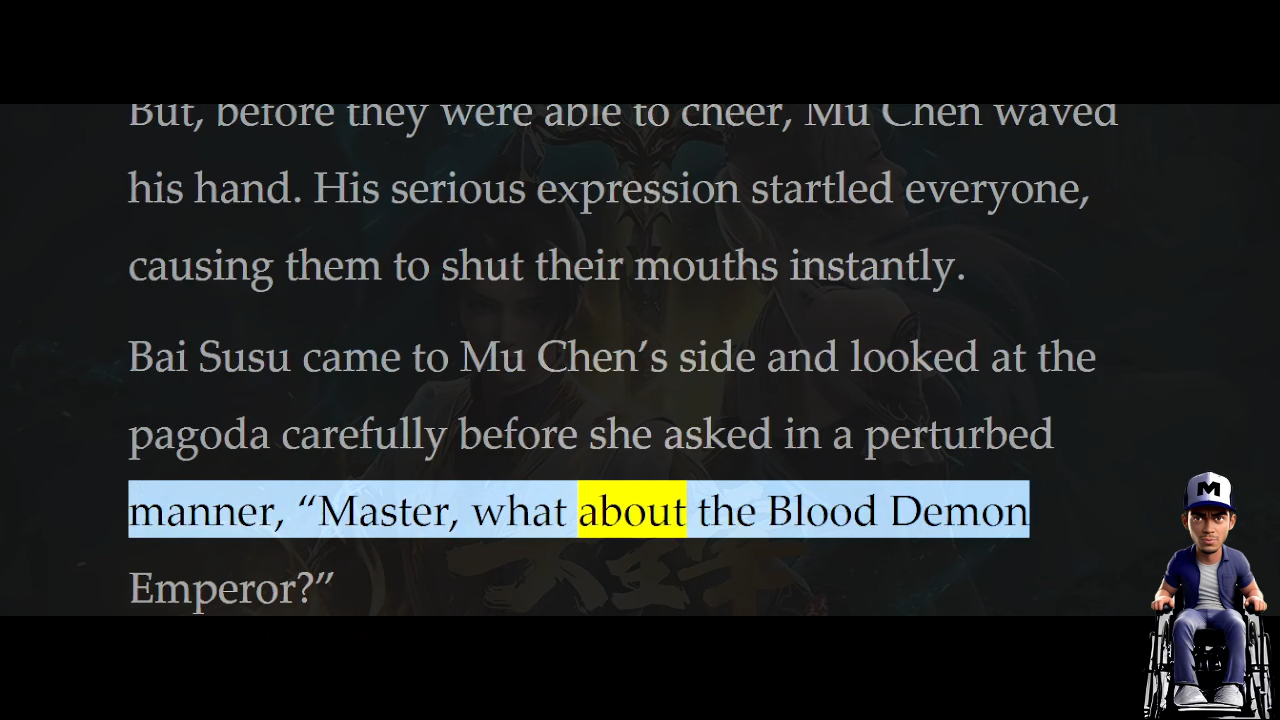 But, before they were able to cheer, Mu Chen waved
his hand. His serious expression startled everyone,
causing them to shut their mouths instantly.
Bai Susu came to Mu Chen’s side and looked at the
pagoda carefully before she asked in a perturbed
manner, “Master, what about the Blood Demon
Emperor?”
M